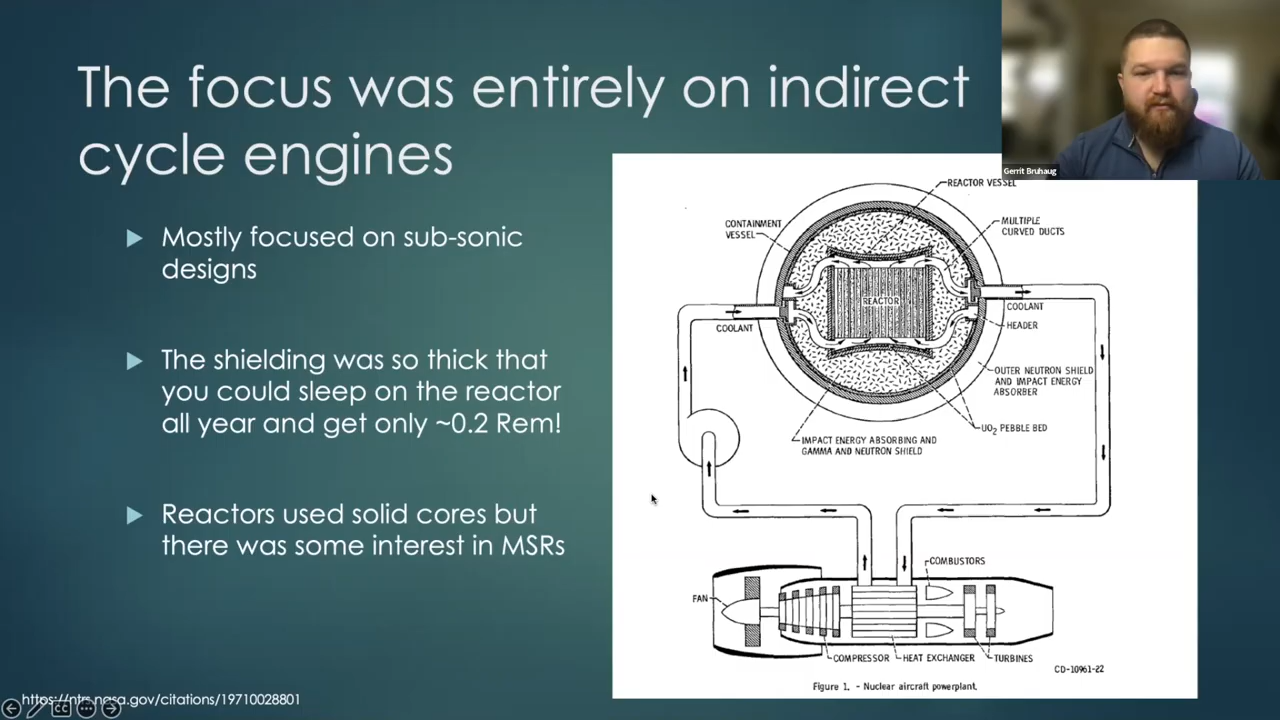 The focus was entirely on indirect
cycle engines
Gerrit Bruhaug
Mostly focused on sub-sonic
designs
The shielding was so thick that
you could sleep on the reactor
all year and get only ~0.2 Rem!
Reactors used solid cores but
there was some interest in MSRs
REACTOR VESSEL
CONTAINMENT
VESSEL
MULTIPLE
CURVED DUCTS
REACTOR
COOLANT
COOLANT
HEADER
OUTER NEUTRON SHIELD
AND IMPACT ENERGY
ABSORBER
UO2 PEBBLE BED
IMPACT ENERGY ABSORBING AND
GAMMA AND NEUTRON SHIELD
COMBUSTORS
FAN
COMPRESSOR
HEAT EXCHANGER
TURBINES
CD-10961-22
Figure 1. - Nuclear aircraft powerplant.
https://ntrs.nasa.gov/citations/19710028801